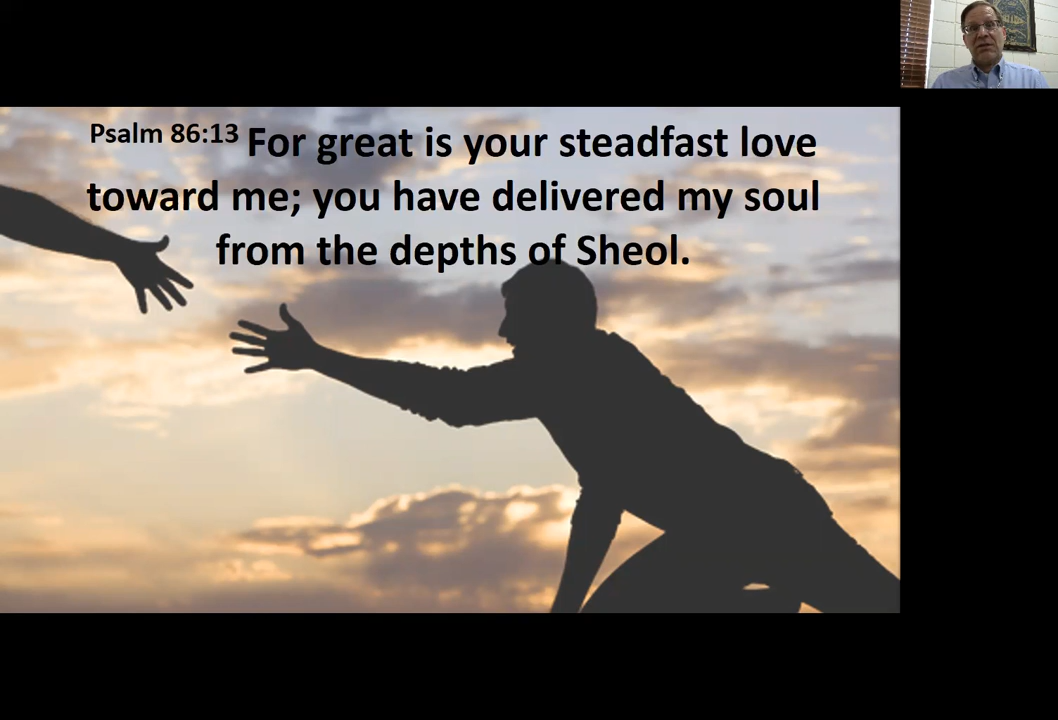 Psalm 86:13 For great is your steadfast love
toward me; you have delivered my soul
from the depths of Sheol.